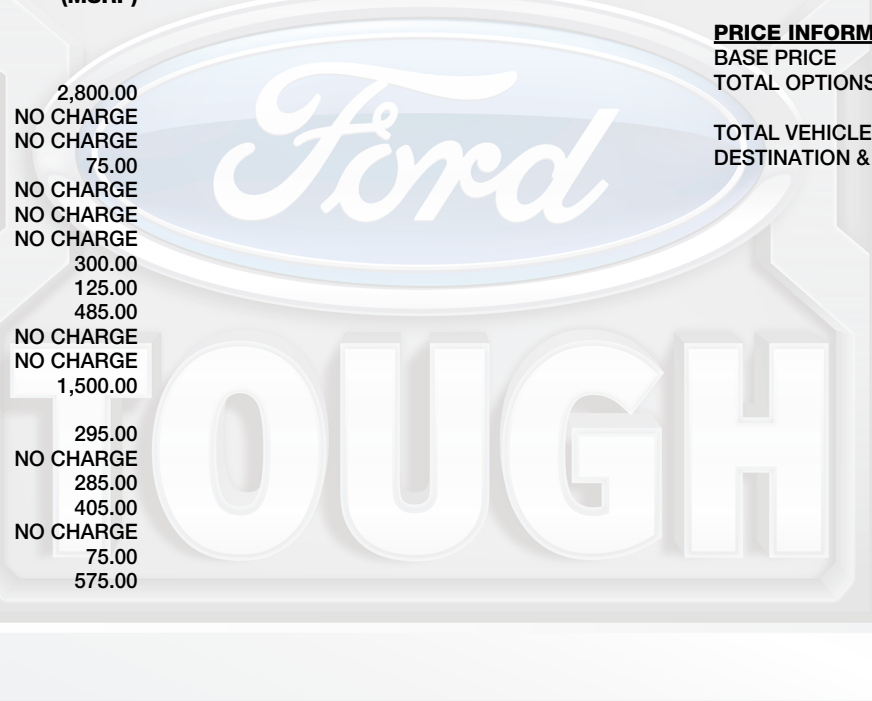 (MSRP)
2,800.00
NO CHARGE
NO CHARGE
75.00
NO CHARGE
NO CHARGE
NO CHARGE
300.00
125.00
485.00
NO CHARGE
NO CHARGE
1,500.00
295.00
NO CHARGE
285.00
405.00
NO CHARGE
75.00
575.00
PRICE INFORM
BASE PRICE
TOTAL OPTIONS
TOTAL VEHICLE
DESTINATION &
Ford
TOUGH